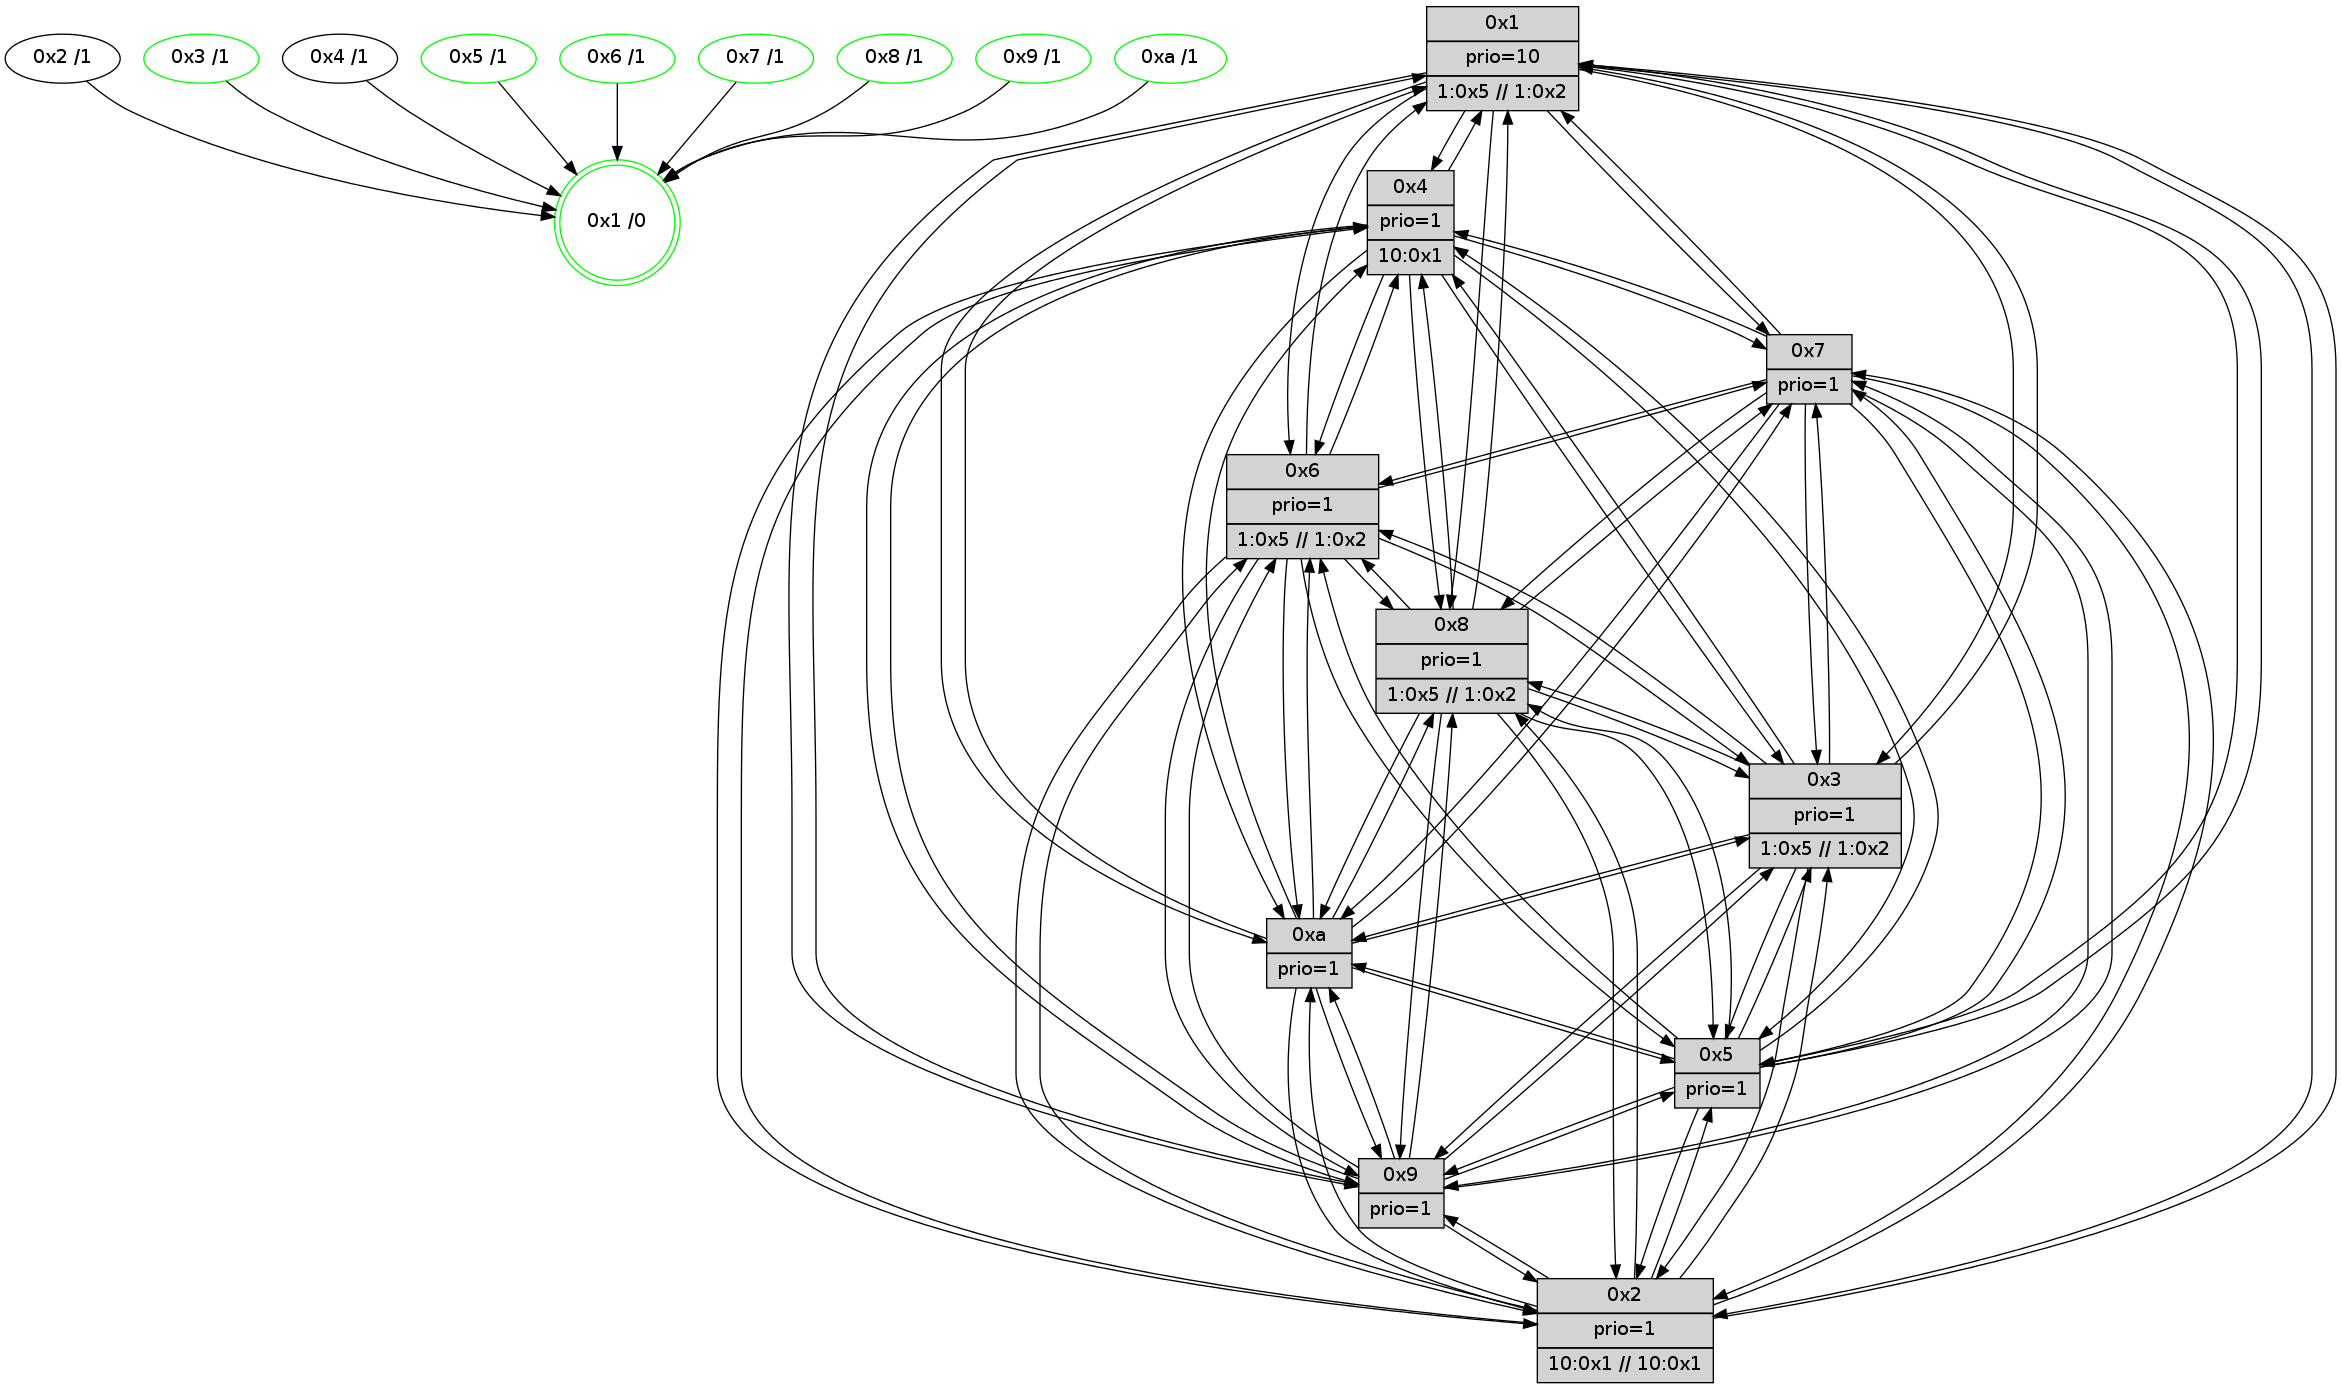 0x2 /1
0x3 /1
0x4 /1
0x5 /1
0x6 /1
0x7 /1
0x8 /1
0x9 /1
0xa /1
0x1 /0
0x1
prio=10
1:0x5 // 1:0x2
0x4
prio=1
10:0x1
0x7
prio=1
0x6
prio=1
1:0x5 // 1:0x2
0x8
prio=1
1:0x5 // 1:0x2
0x3
prio=1
1:0x5 // 1:0x2
0xa
prio=1
0x5
prio=1
0x9
prio=1
0x2
prio=1
10:0x1 // 10:0x1